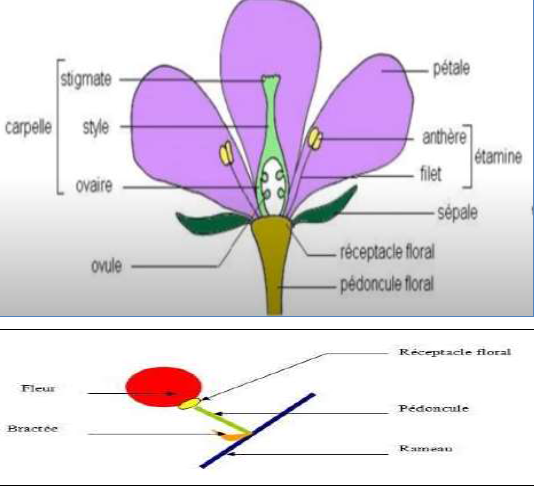 stigmate
pétale
carpelle
style
anthère
étamine
filet
ovaire
sépale
réceptacle floral
ovule
pédoncule floral
Réceptacle floral
Fleur
Pédoncule
Bractée
Rameau